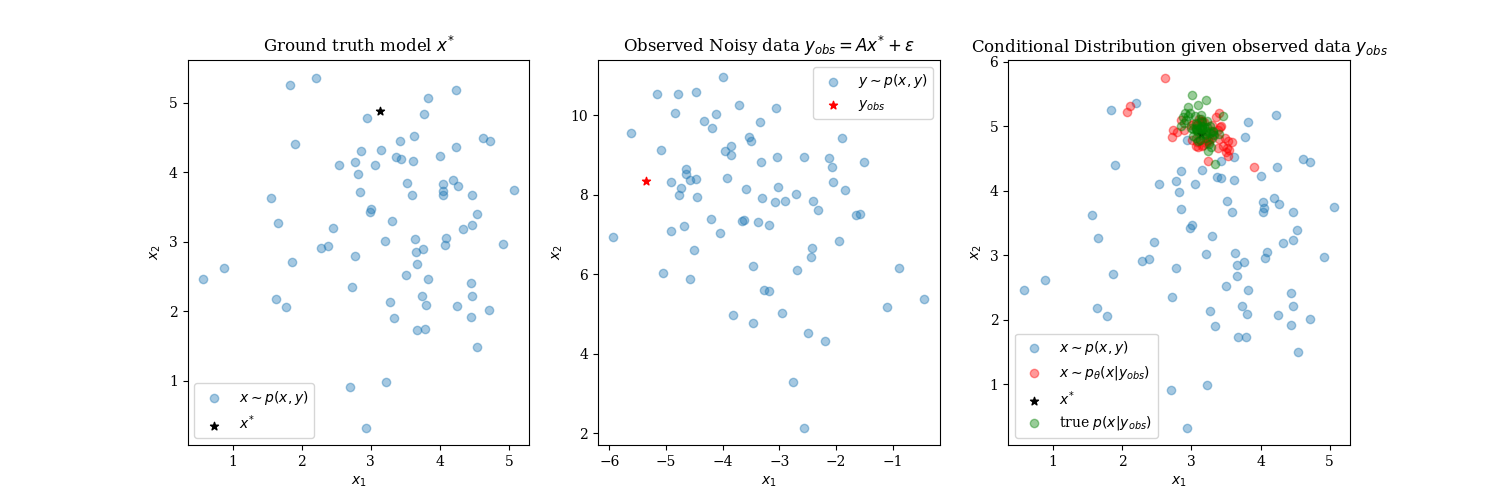 Ground truth model x*
5
4
3
2
1
x₂
1 2 3 4 5
x₁
x ~ p(x, y)
x*
Observed Noisy data y_obs = Ax* + ε
10
8
6
4
2
x₂
−6 −5 −4 −3 −2 −1
x₁
y ~ p(x, y)
y_obs
Conditional Distribution given observed data y_obs
6
5
4
3
2
1
x₂
1 2 3 4 5
x₁
x ~ p(x, y)
x ~ p_θ(x|y_obs)
x*
true p(x|y_obs)